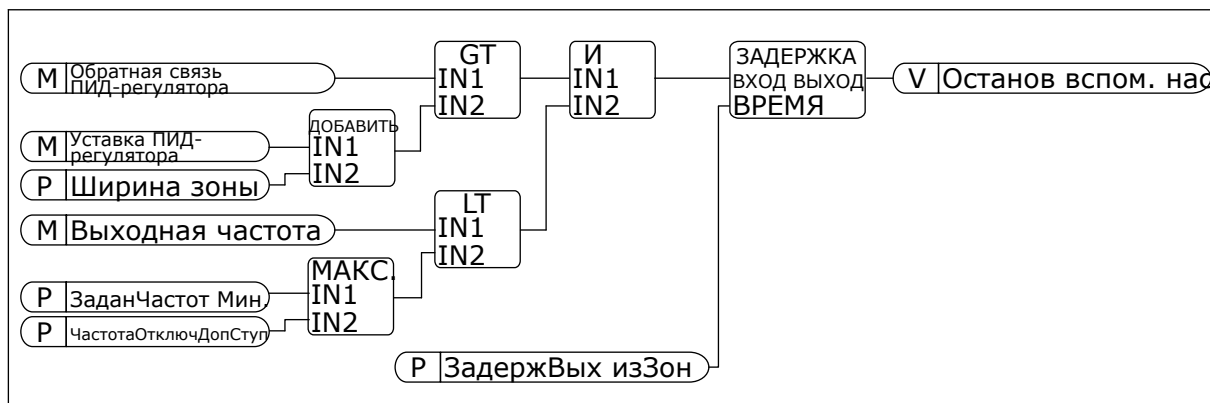 GT
IN1
IN2
И
IN1
IN2
ЗАДЕРЖКА
ВХОД ВЫХОД
ВРЕМЯ
M Обратная связь
ПИД-регулятора
V Останов вспом. нас
ДОБАВИТЬ
IN1
IN2
M Уставка ПИД-
регулятора
P Ширина зоны
LT
IN1
IN2
M Выходная частота
МАКС.
IN1
IN2
P ЗаданЧастот Мин.
P ЧастотаОтключДопСтуп
P ЗадержВых изЗон